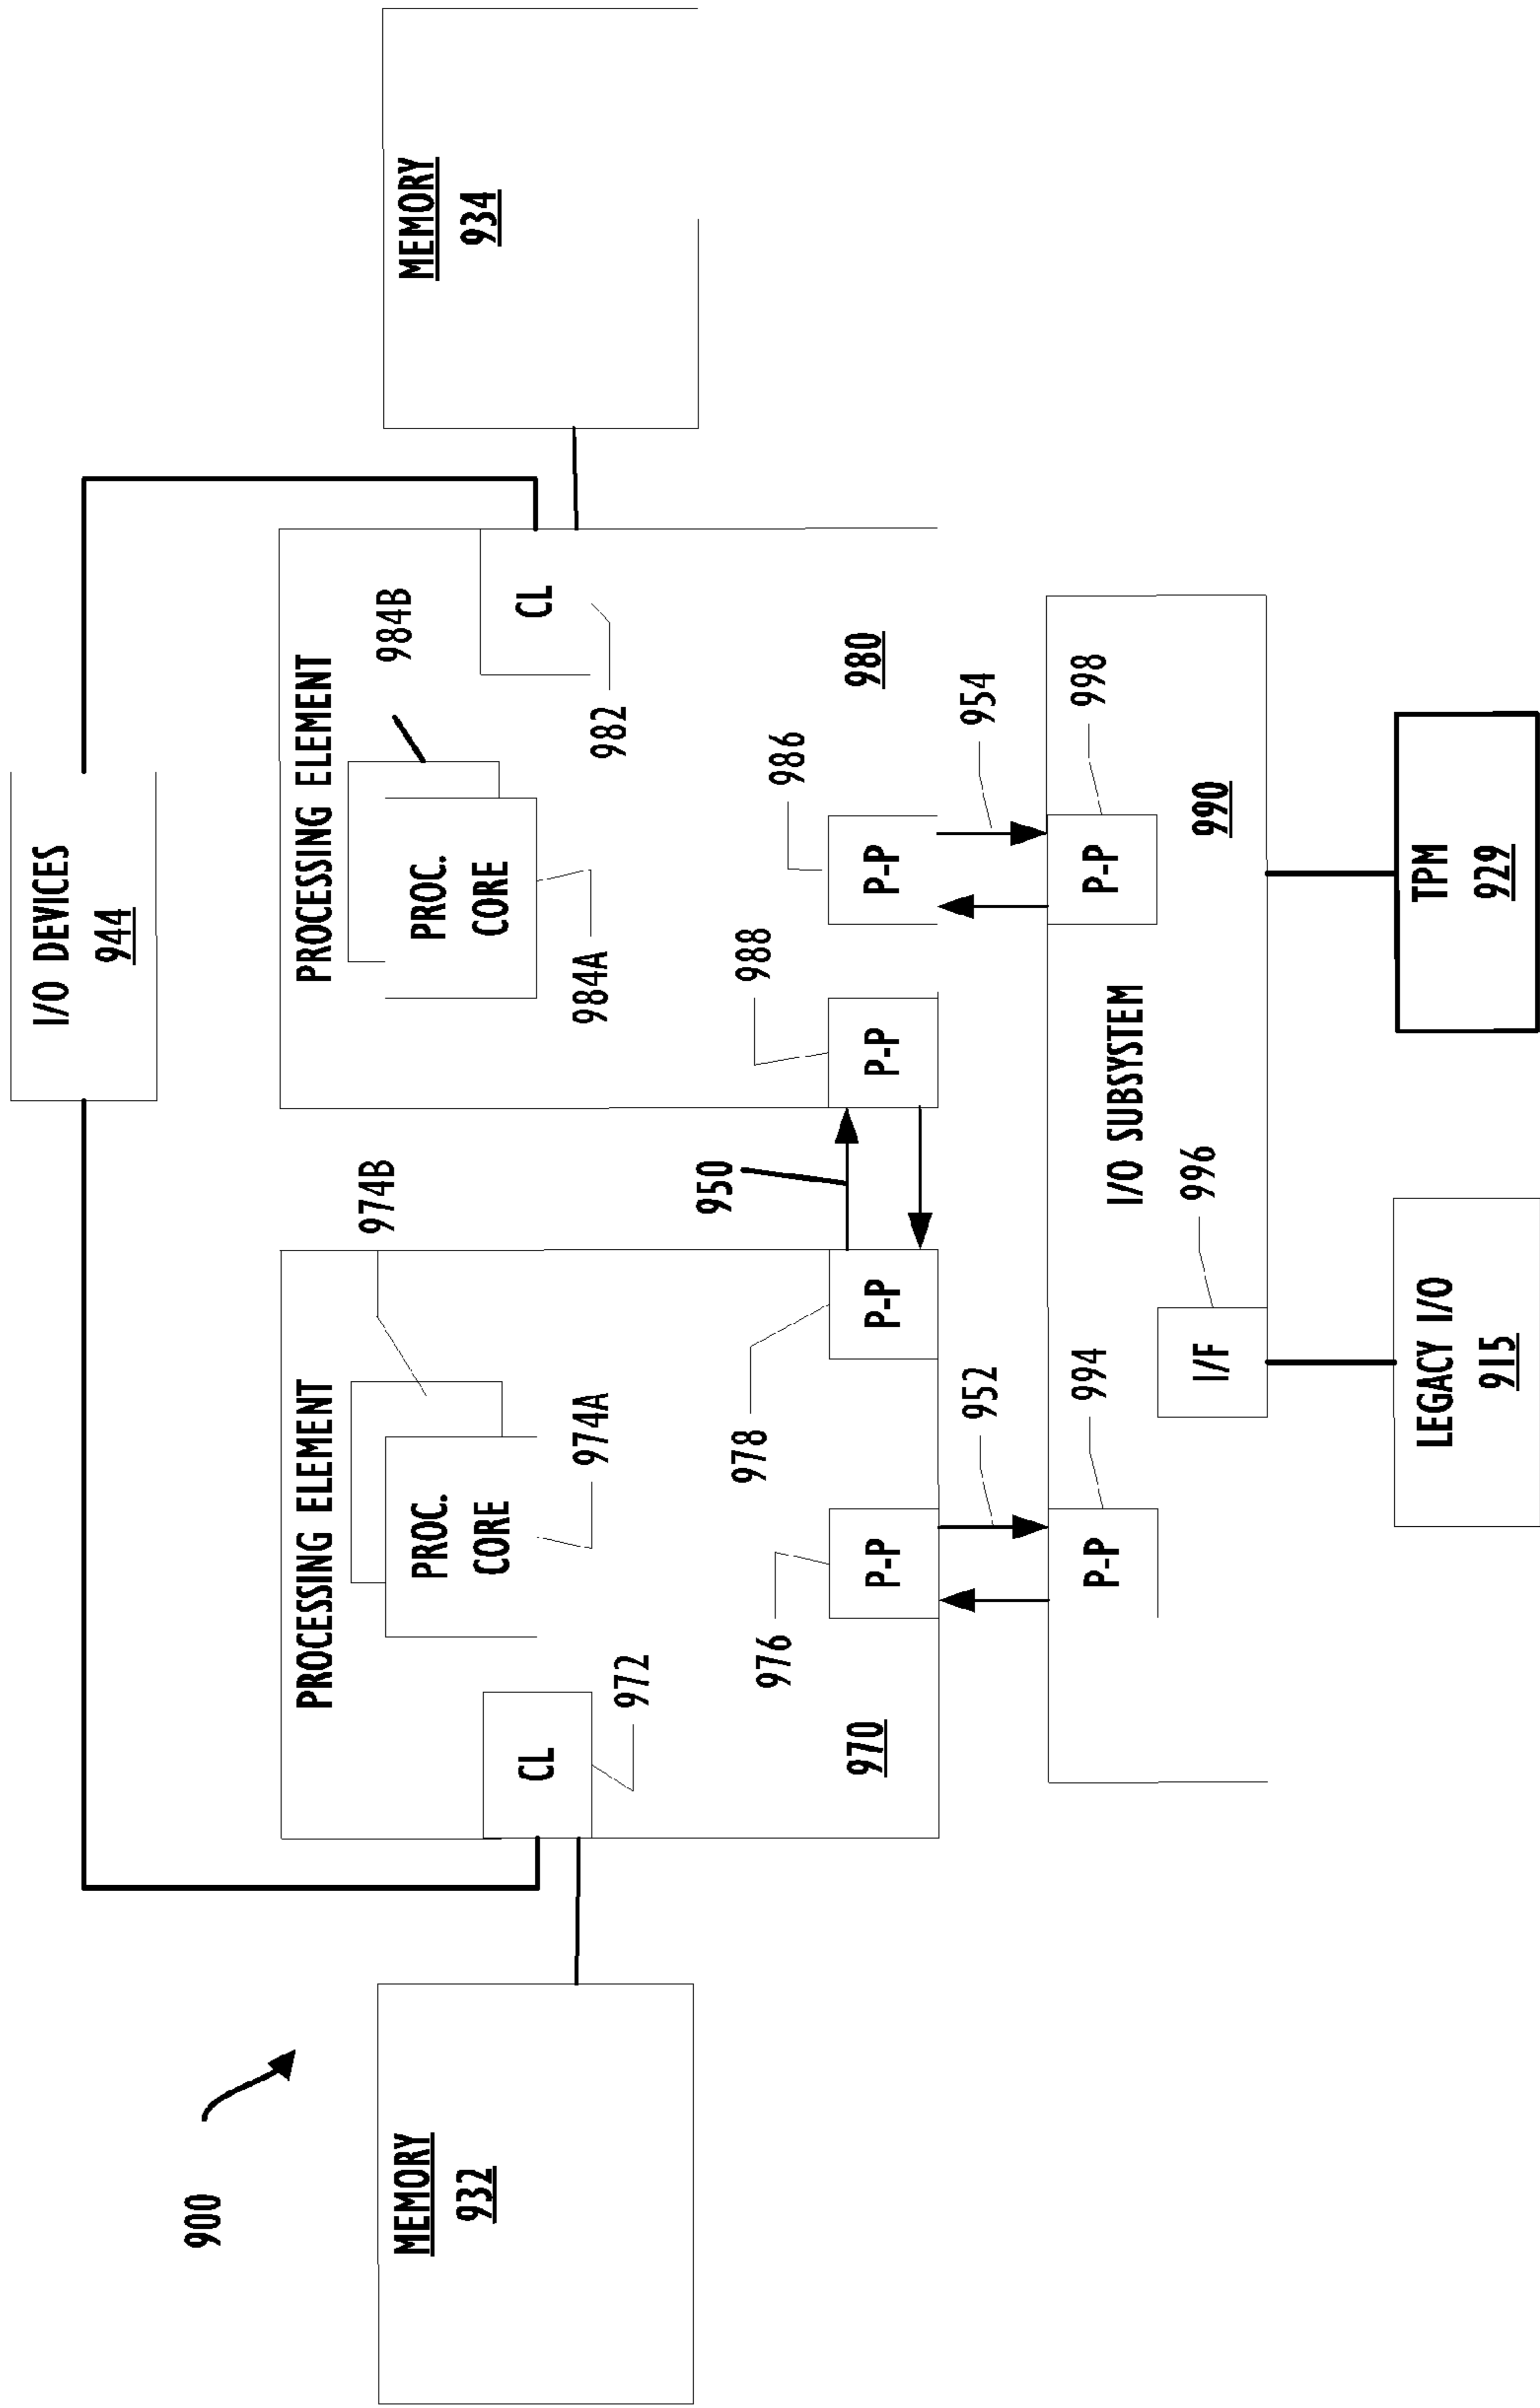 900
I/O DEVICES
944
MEMORY
932
PROCESSING ELEMENT
974B
PROC.
CORE
974A
CL
972
978
976
P-P
P-P
970
950
PROCESSING ELEMENT
984B
PROC.
CORE
984A
CL
982
988
986
P-P
P-P
980
MEMORY
934
952
954
994
998
P-P
P-P
I/O SUBSYSTEM
996
I/F
990
LEGACY I/O
915
TPM
929